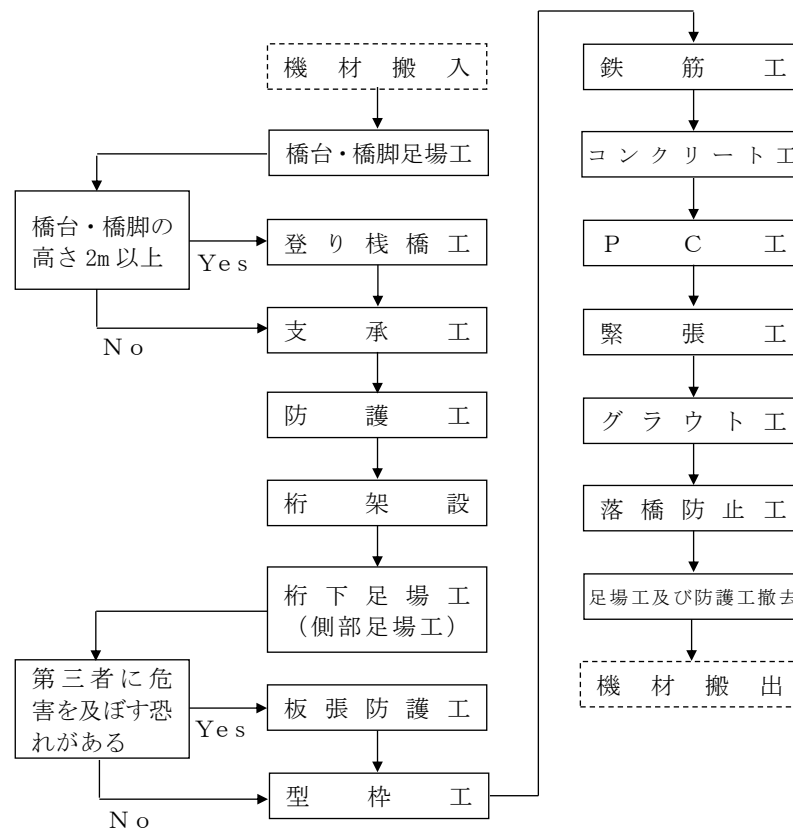 機材搬入
橋台・橋脚足場工
橋台・橋脚の
高さ2m以上
Yes
登り桟橋工
No
支承工
防護工
桁架設
桁下足場工
（側部足場工）
第三者に危
害を及ぼす恐
れがある
Yes
板張防護工
No
型枠工
鉄筋工
コンクリート工
ＰＣ工
緊張工
グラウト工
落橋防止工
足場工及び防護工撤去
機材搬出